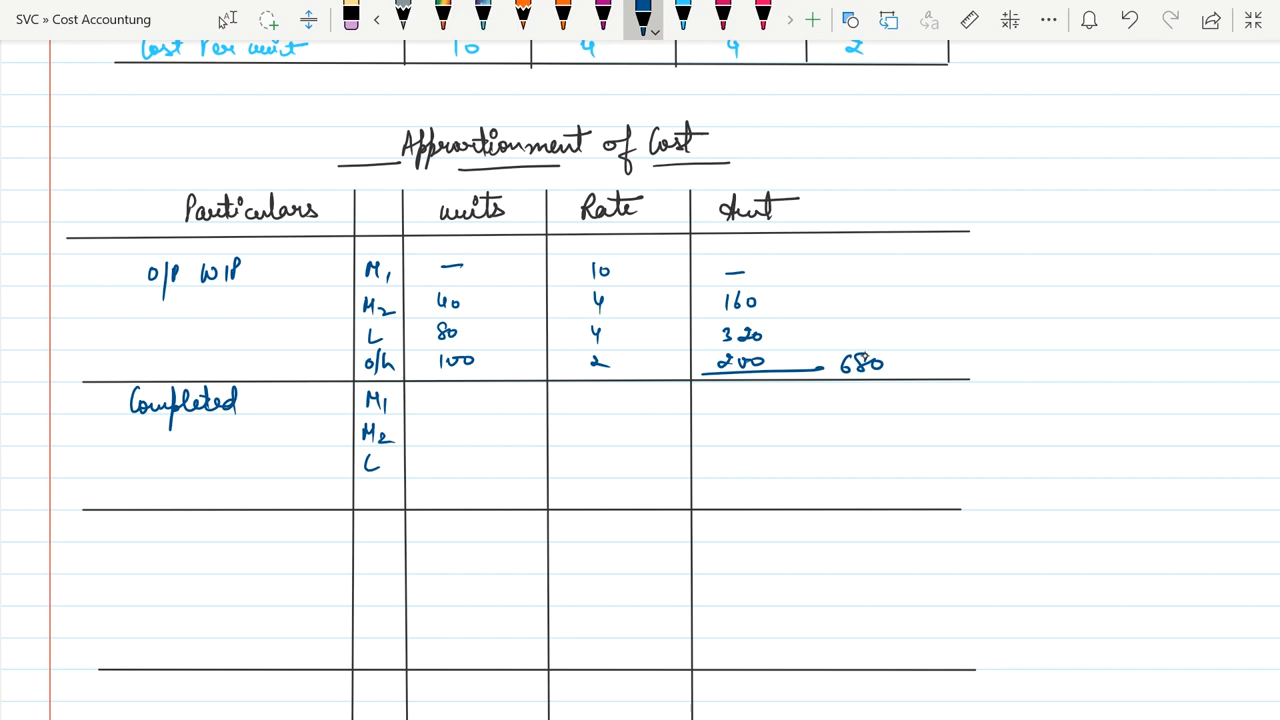 SVC » Cost Accountung
Cost Per unit 10 4 4 2
Apportionment of Cost
Particulars units Rate Amt
O/P WIP M1 — 10 —
M2 40 4 160
L 80 4 320
o/h 100 2 200 680
Completed M1
M2
L